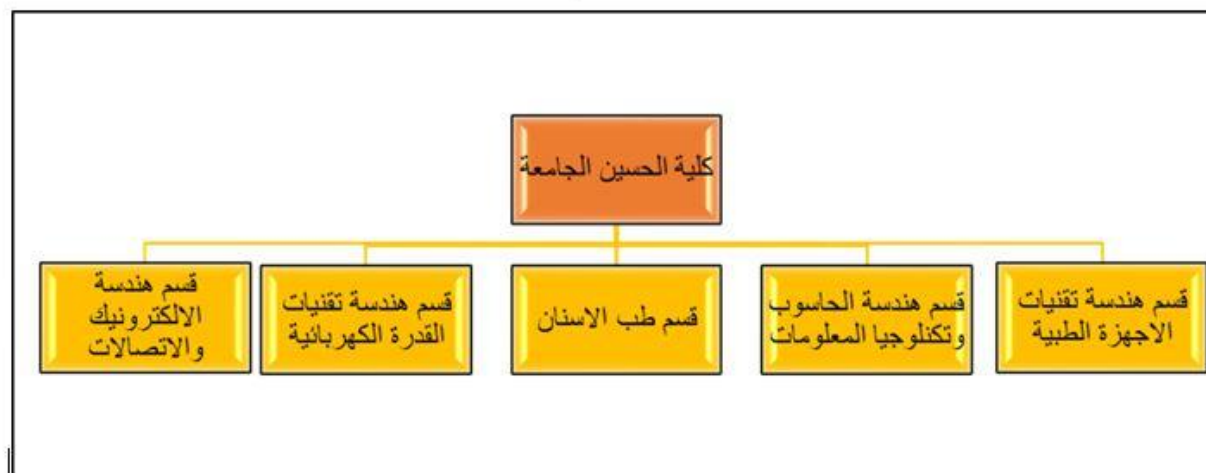 كلية الحسين الجامعة
قسم هندسة تقنيات
الاجهزة الطبية
قسم هندسة الحاسوب
وتكنلوجيا المعلومات
قسم طب الاسنان
قسم هندسة تقنيات
القدرة الكهربائية
قسم هندسة
الالكترونيك
والاتصالات